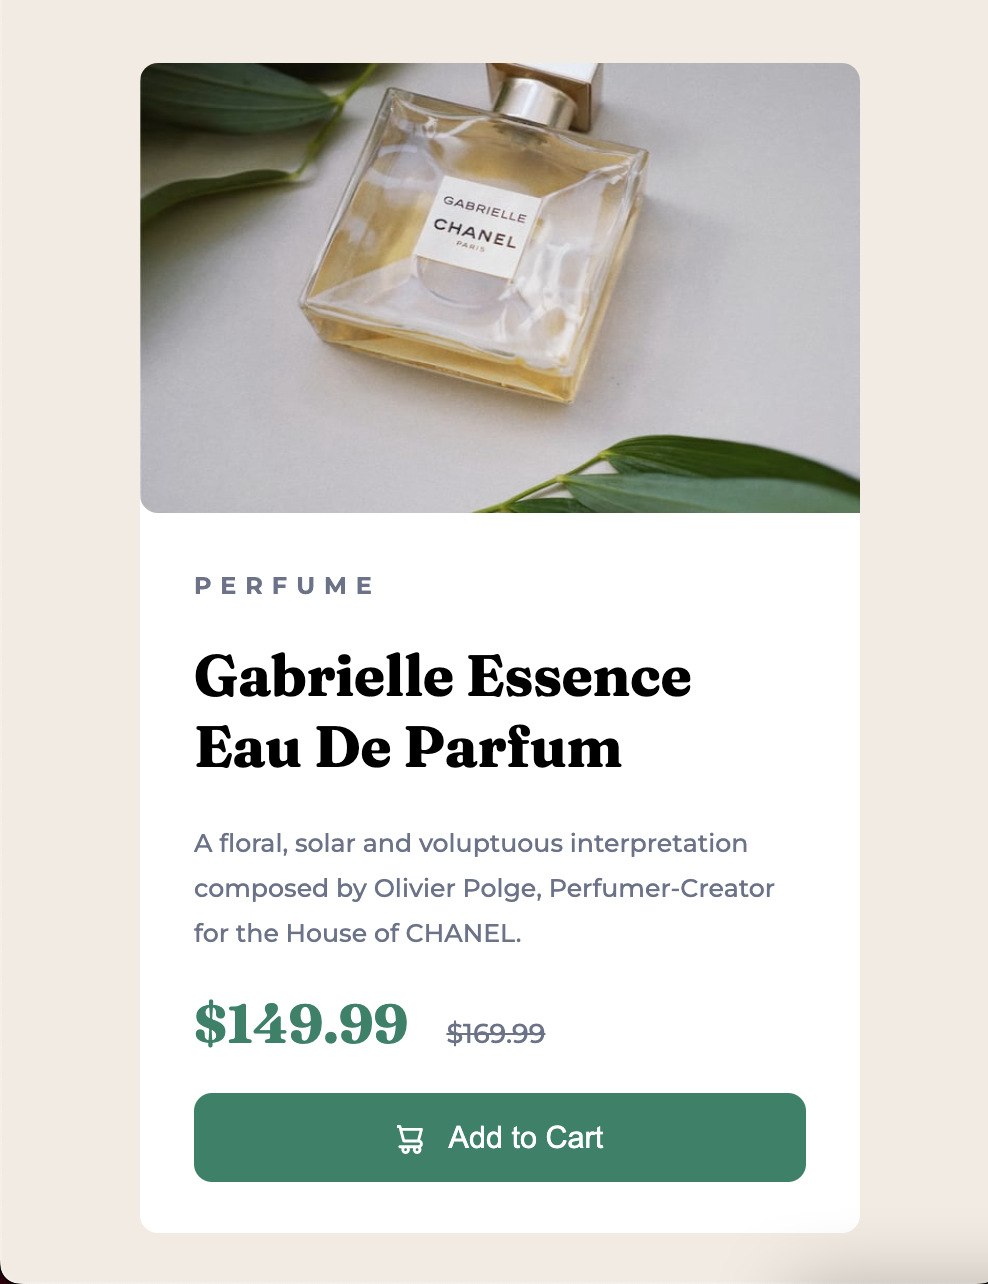 GABRIELLE
CHANEL
PARIS
PERFUME
Gabrielle Essence
Eau De Parfum
A floral, solar and voluptuous interpretation
composed by Olivier Polge, Perfumer-Creator
for the House of CHANEL.
$149.99 $169.99
Add to Cart